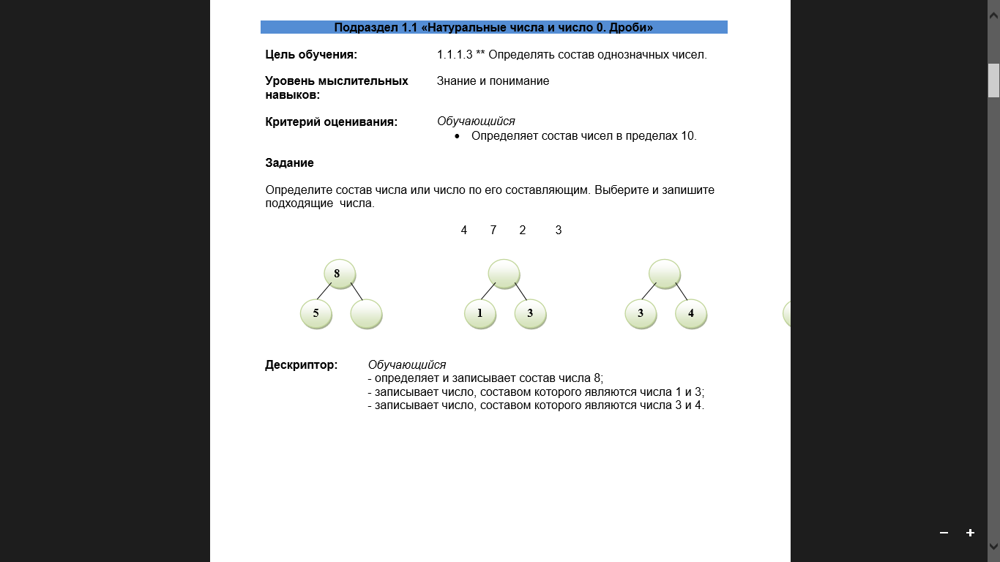 Подраздел 1.1 «Натуральные числа и число 0. Дроби»
Цель обучения: 1.1.1.3 ** Определять состав однозначных чисел.
Уровень мыслительных Знание и понимание
навыков:
Критерий оценивания: Обучающийся
• Определяет состав чисел в пределах 10.
Задание
Определите состав числа или число по его составляющим. Выберите и запишите
подходящие числа.
4 7 2 3
8
5 1 3 3 4
Дескриптор: Обучающийся
- определяет и записывает состав числа 8;
- записывает число, составом которого являются числа 1 и 3;
- записывает число, составом которого являются числа 3 и 4.